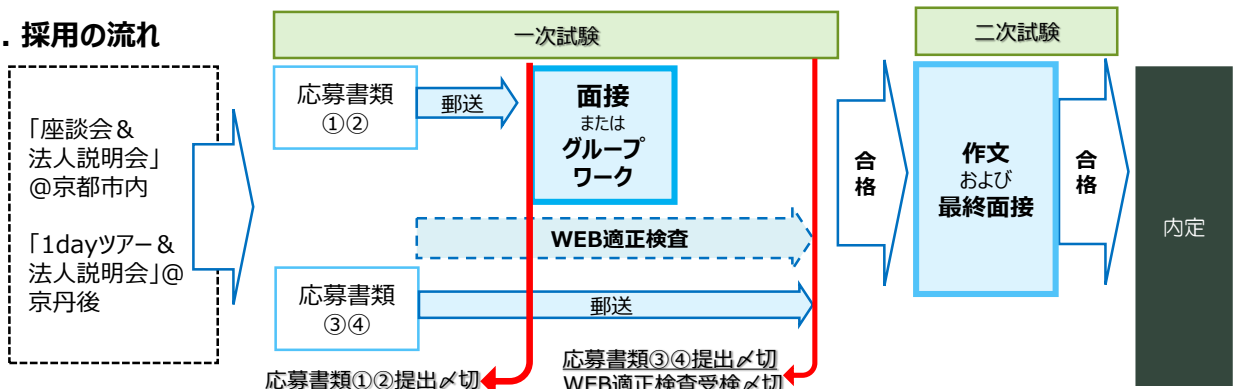 . 採用の流れ
一次試験
二次試験
「座談会＆
法人説明会」
@京都市内
「1dayツアー＆
法人説明会」@
京丹後
応募書類
①②
郵送
面接
または
グループ
ワーク
WEB適正検査
応募書類
③④
郵送
応募書類①②提出〆切
応募書類③④提出〆切
WEB適正検査受検〆切
合
格
作文
および
最終面接
合
格
内定